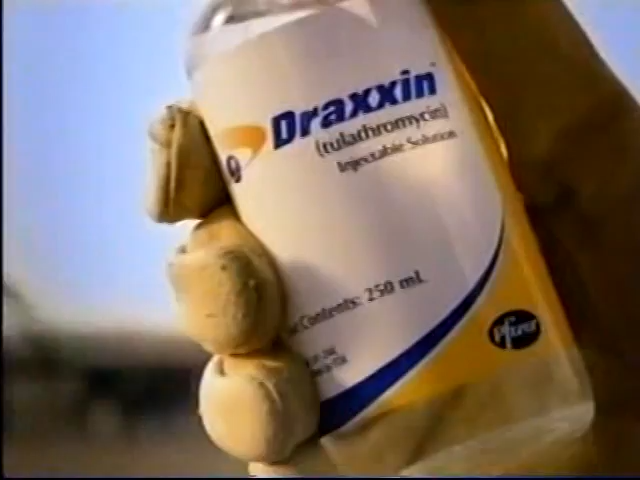 Draxxin
(tulathromycin)
Injectable Solution
Contents: 250 mL
Pfizer